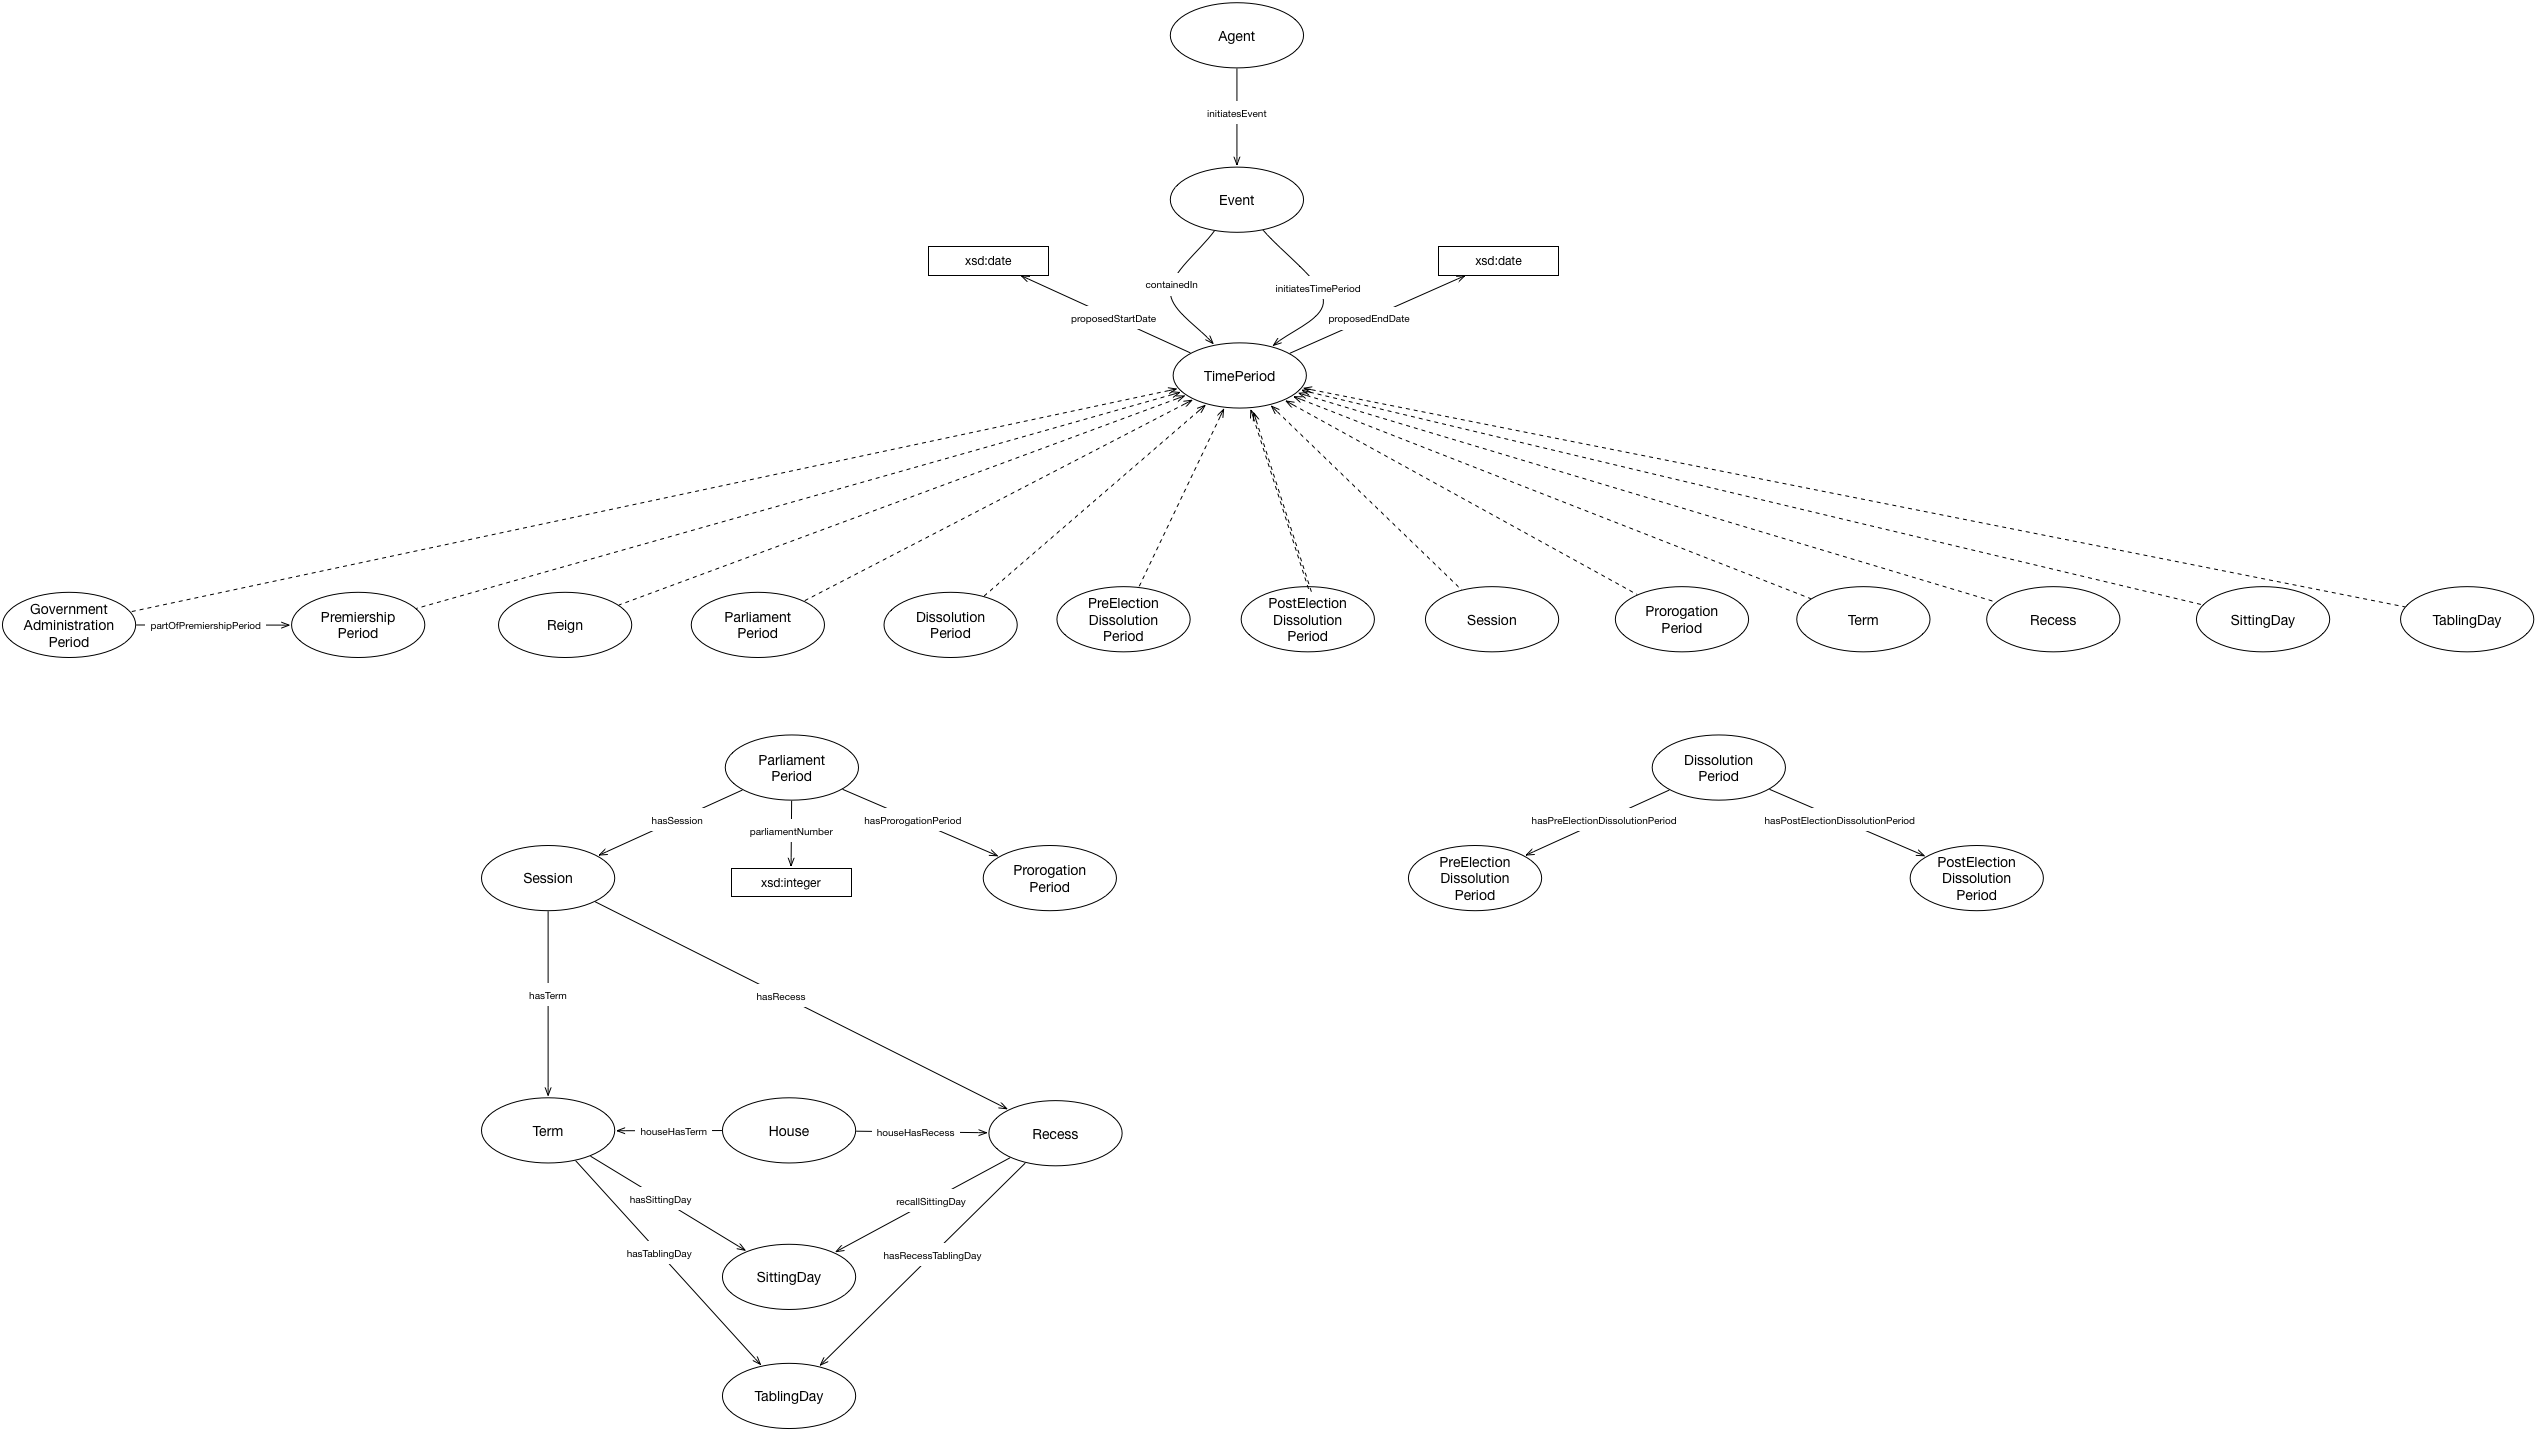 Agent
initiatesEvent
Event
xsd:date
xsd:date
containedIn
initiatesTimePeriod
proposedStartDate
proposedEndDate
TimePeriod
Government
Administration
Period
partOfPremiershipPeriod
Premiership
Period
Reign
Parliament
Period
Dissolution
Period
PreElection
Dissolution
Period
PostElection
Dissolution
Period
Session
Prorogation
Period
Term
Recess
SittingDay
TablingDay
Parliament
Period
Dissolution
Period
hasSession
parliamentNumber
hasProrogationPeriod
hasPreElectionDissolutionPeriod
hasPostElectionDissolutionPeriod
Session
xsd:integer
Prorogation
Period
PreElection
Dissolution
Period
PostElection
Dissolution
Period
hasTerm
hasRecess
Term
houseHasTerm
House
houseHasRecess
Recess
hasSittingDay
recallSittingDay
hasTablingDay
hasRecessTablingDay
SittingDay
TablingDay